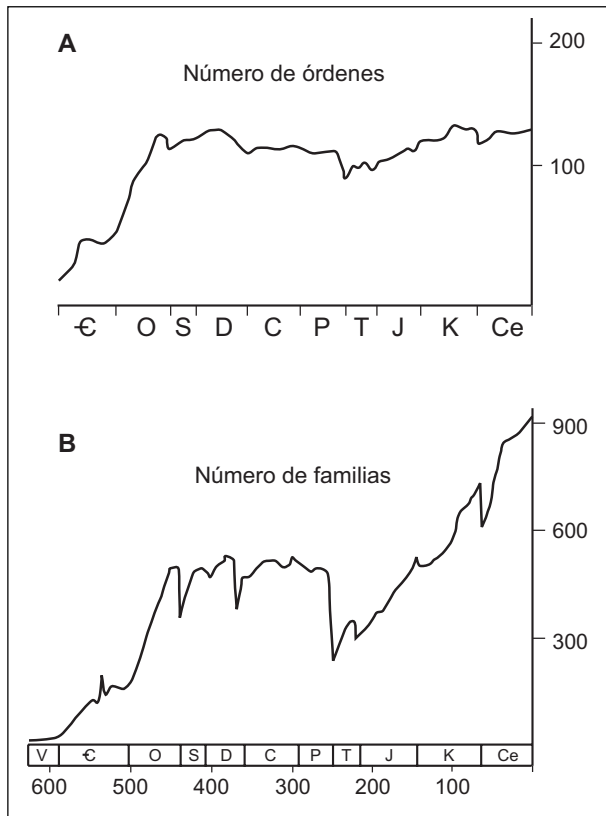 A
Número de órdenes
200
100
Є O S D C P T J K Ce
B
Número de familias
900
600
300
V Є O S D C P T J K Ce
600 500 400 300 200 100